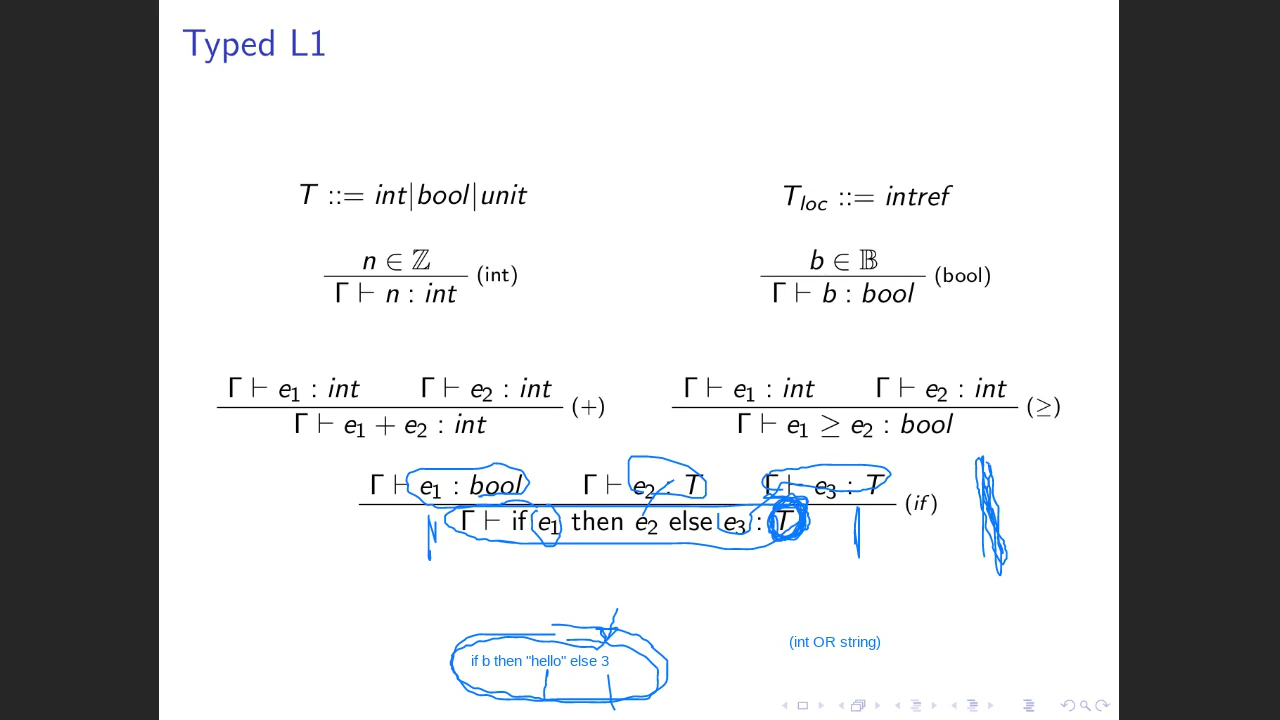 Typed L1
T ::= int|bool|unit
T_loc ::= intref
n ∈ ℤ
Γ ⊢ n : int
(int)
b ∈ 𝔹
Γ ⊢ b : bool
(bool)
Γ ⊢ e₁ : int Γ ⊢ e₂ : int
Γ ⊢ e₁ + e₂ : int
(+)
Γ ⊢ e₁ : int Γ ⊢ e₂ : int
Γ ⊢ e₁ ≥ e₂ : bool
(≥)
Γ ⊢ e₁ : bool Γ ⊢ e₂ : T Γ ⊢ e₃ : T
Γ ⊢ if e₁ then e₂ else e₃ : T
(if)
(int OR string)
if b then "hello" else 3